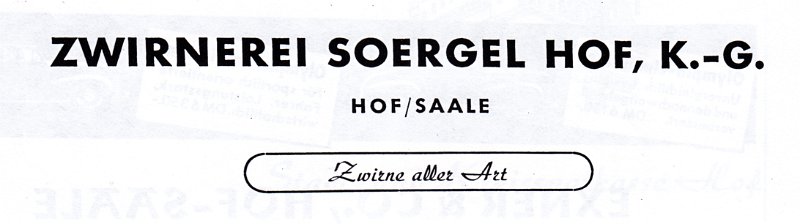 ZWIRNEREI SOERGEL HOF, K.-G.
HOF/SAALE
Zwirne aller Art